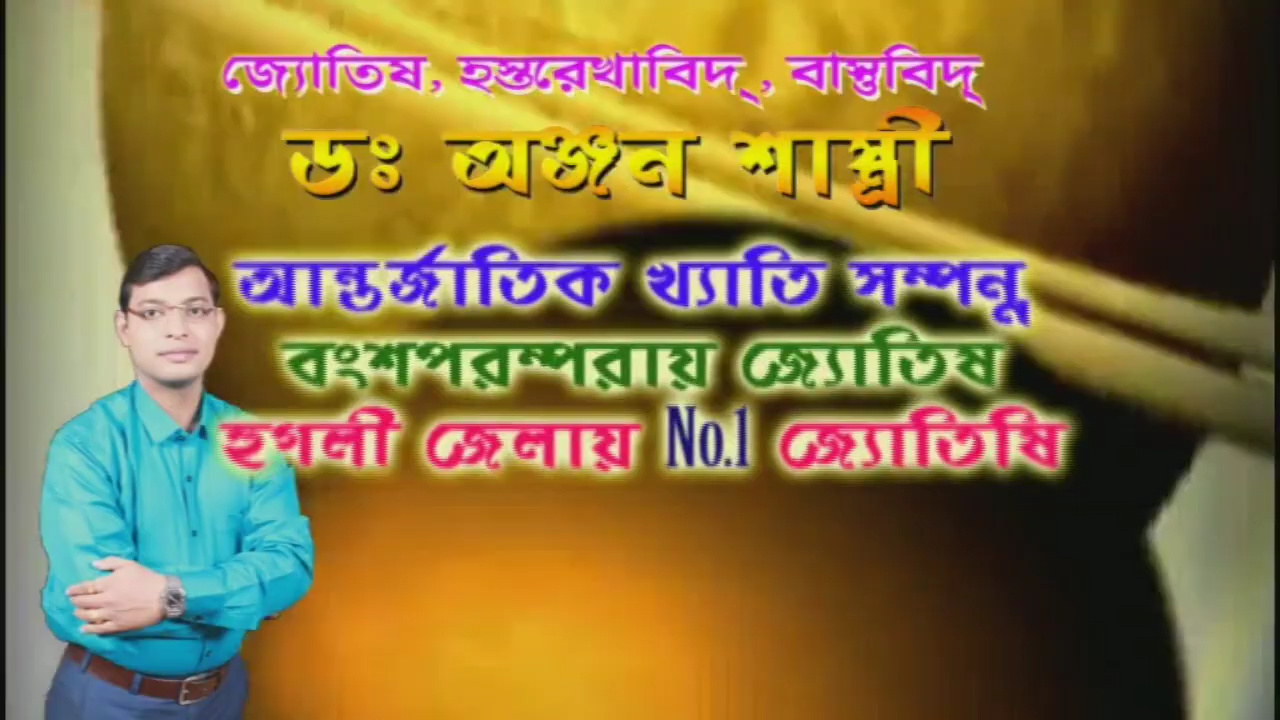 জ্যোতিষ, হস্তরেখাবিদ্, বাস্তুবিদ্
ডঃ অঞ্জন শাস্ত্রী
আন্তর্জাতিক খ্যাতি সম্পন্ন
বংশপরম্পরায় জ্যোতিষ
হুগলী জেলায় No.1 জ্যোতিষি